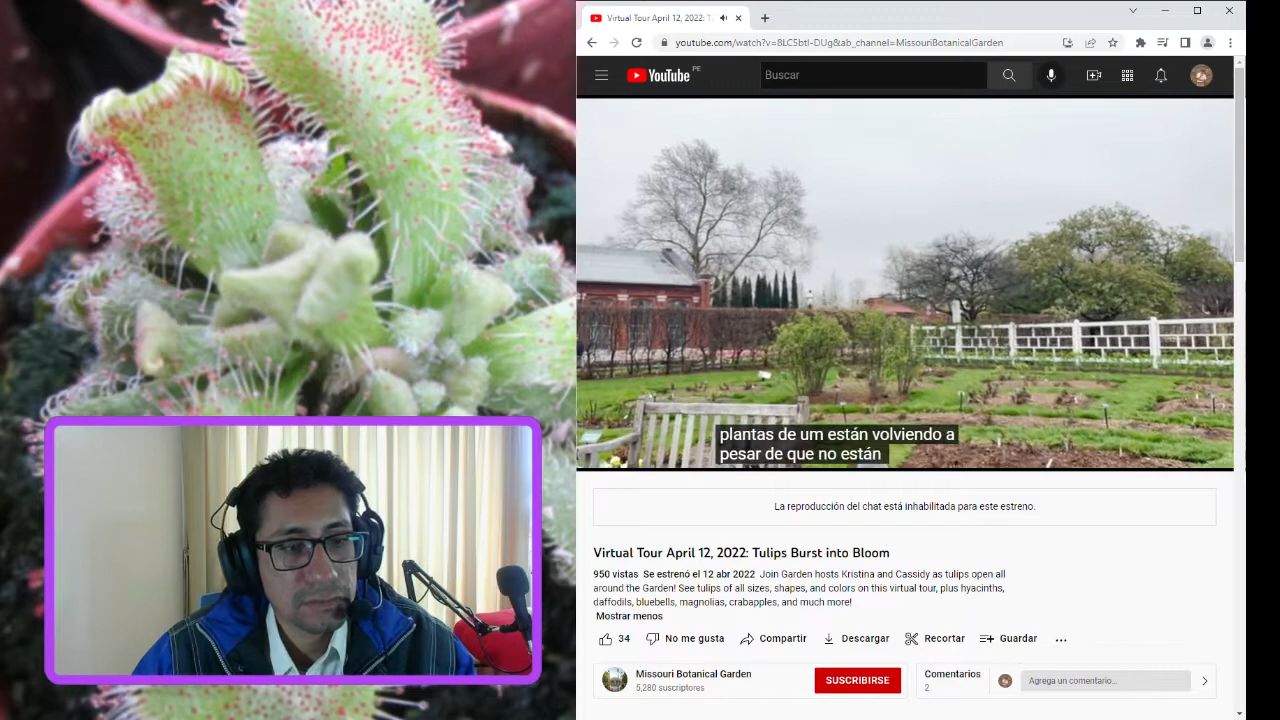 Virtual Tour April 12, 2022: T
youtube.com/watch?v=8LC5btI-DUg&ab_channel=MissouriBotanicalGarden
YouTube PE
Buscar
plantas de um están volviendo a
pesar de que no están
La reproducción del chat está inhabilitada para este estreno.
Virtual Tour April 12, 2022: Tulips Burst into Bloom
950 vistas Se estrenó el 12 abr 2022 Join Garden hosts Kristina and Cassidy as tulips open all
around the Garden! See tulips of all sizes, shapes, and colors on this virtual tour, plus hyacinths,
daffodils, bluebells, magnolias, crabapples, and much more!
Mostrar menos
34 No me gusta Compartir Descargar Recortar Guardar ...
Missouri Botanical Garden
5,280 suscriptores
SUSCRIBIRSE
Comentarios
2
Agrega un comentario...